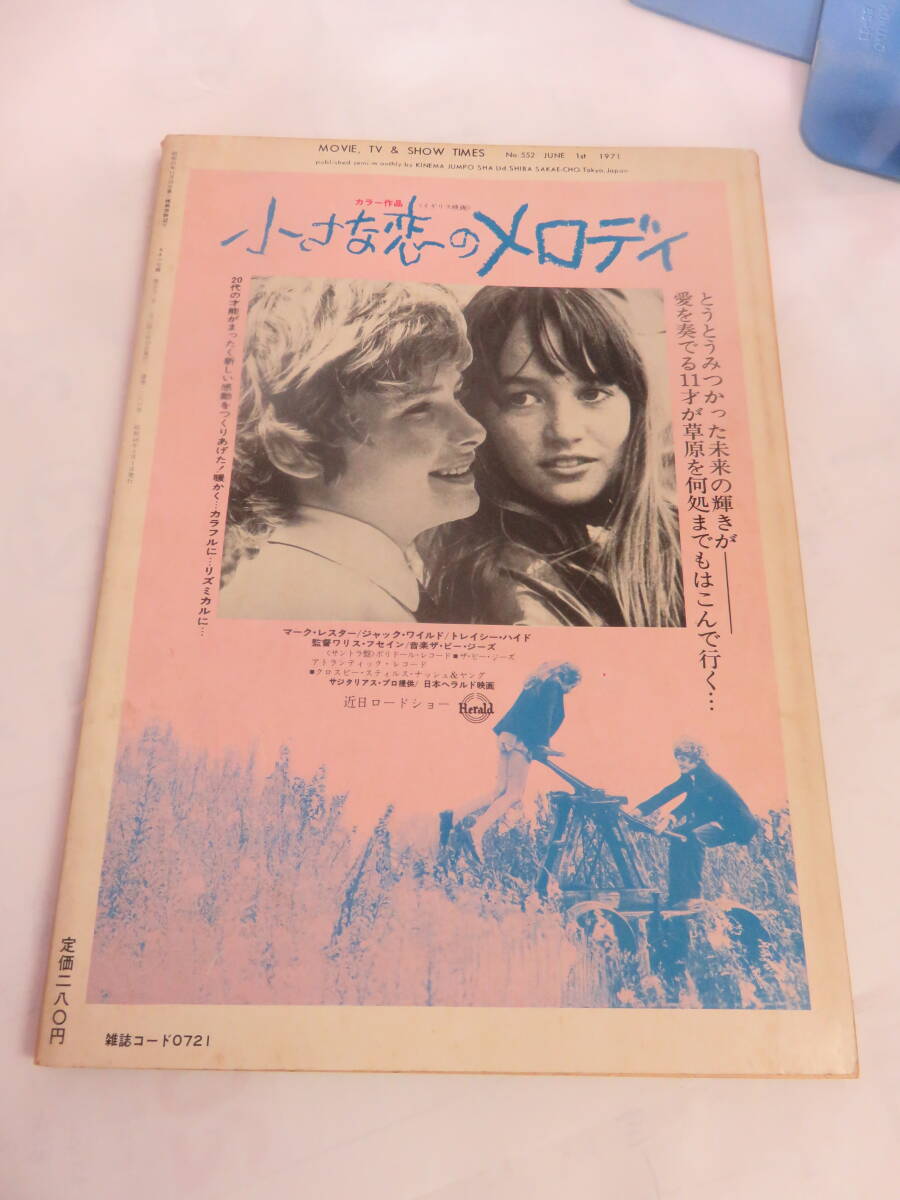 MOVIE, TV & SHOW TIMES No. 552 JUNE 1st 1971
published semi-monthly by KINEMA JUMPO SHA Ltd. SHIBA SAKAE-CHO Tokyo, Japan
カラー作品 〈イギリス映画〉
小さな恋のメロディ
とうとうみつかった未来の輝きが――
愛を奏でる11才が草原を何処までもはこんで行く…
20代の才能がまったく新しい感動をつくりあげた!暖かく…カラフルに…リズミカルに…
マーク・レスター/ジャック・ワイルド/トレイシー・ハイド
監督ワリス・フセイン/音楽ザ・ビー・ジーズ
〈サントラ盤〉ポリドール・レコード■ザ・ビー・ジーズ
アトランティック・レコード
■クロスビー・スティルス・ナッシュ&ヤング
サジタリアス・プロ提供/日本ヘラルド映画
近日ロードショー Herald
定価二八〇円
雑誌コード0721